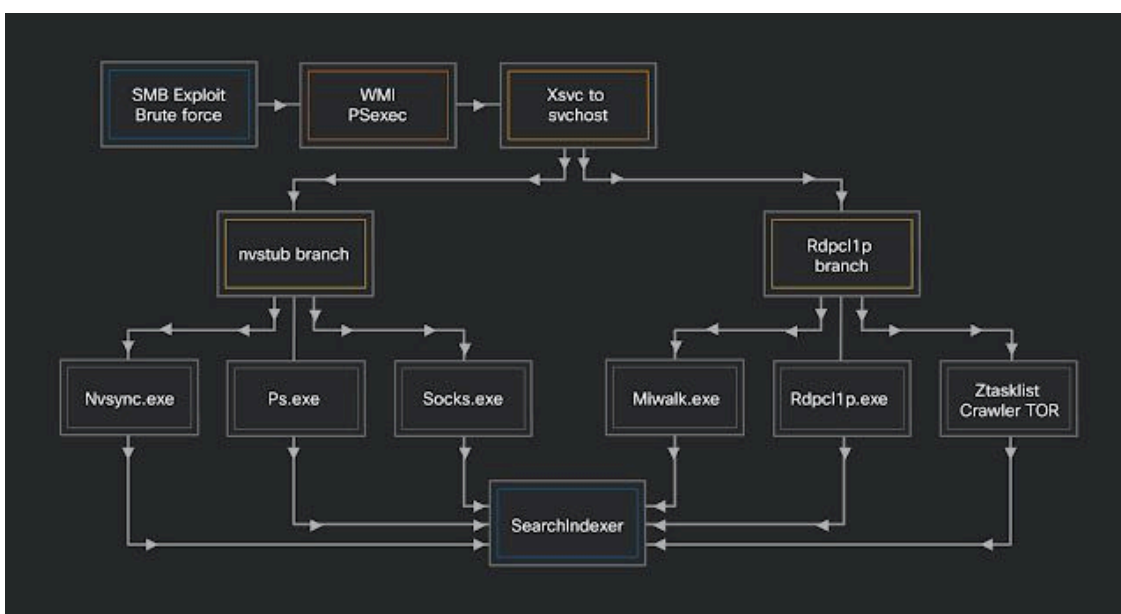 SMB Exploit
Brute force
WMI
PSexec
Xsvc to
svchost
nvstub branch
Rdpcl1p
branch
Nvsync.exe
Ps.exe
Socks.exe
Miwalk.exe
Rdpcl1p.exe
Ztasklist
Crawler TOR
SearchIndexer